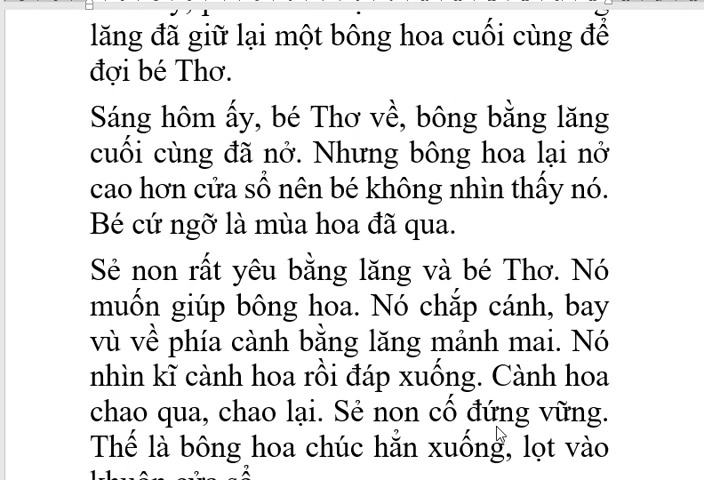 lăng đã giữ lại một bông hoa cuối cùng để
đợi bé Thơ.
Sáng hôm ấy, bé Thơ về, bông bằng lăng
cuối cùng đã nở. Nhưng bông hoa lại nở
cao hơn cửa sổ nên bé không nhìn thấy nó.
Bé cứ ngỡ là mùa hoa đã qua.
Sẻ non rất yêu bằng lăng và bé Thơ. Nó
muốn giúp bông hoa. Nó chắp cánh, bay
vù về phía cành bằng lăng mảnh mai. Nó
nhìn kĩ cành hoa rồi đáp xuống. Cành hoa
chao qua, chao lại. Sẻ non cố đứng vững.
Thế là bông hoa chúc hẳn xuống, lọt vào
khuôn cửa sổ.